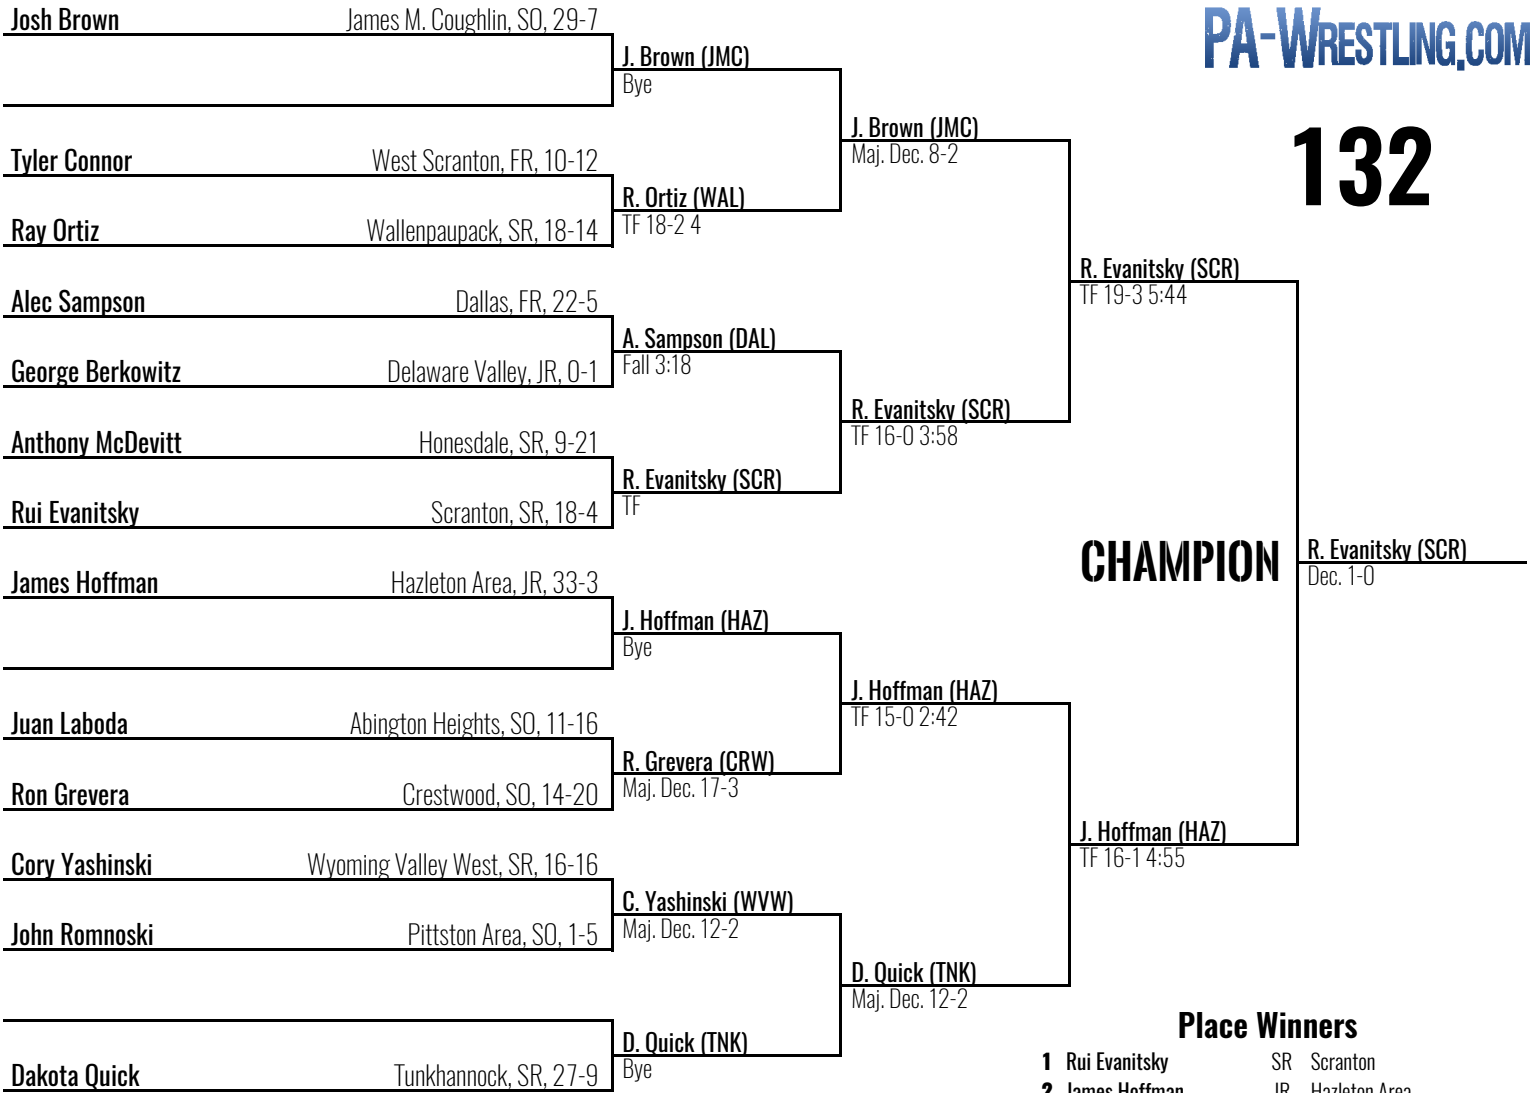 Josh Brown James M. Coughlin, SO, 29-7
PA-WRESTLING.COM
J. Brown (JMC)
Bye
132
J. Brown (JMC)
Maj. Dec. 8-2
Tyler Connor West Scranton, FR, 10-12
R. Ortiz (WAL)
TF 18-2 4
Ray Ortiz Wallenpaupack, SR, 18-14
R. Evanitsky (SCR)
TF 19-3 5:44
Alec Sampson Dallas, FR, 22-5
A. Sampson (DAL)
Fall 3:18
George Berkowitz Delaware Valley, JR, 0-1
R. Evanitsky (SCR)
TF 16-0 3:58
Anthony McDevitt Honesdale, SR, 9-21
R. Evanitsky (SCR)
TF
Rui Evanitsky Scranton, SR, 18-4
CHAMPION
R. Evanitsky (SCR)
Dec. 1-0
James Hoffman Hazleton Area, JR, 33-3
J. Hoffman (HAZ)
Bye
J. Hoffman (HAZ)
TF 15-0 2:42
Juan Laboda Abington Heights, SO, 11-16
R. Grevera (CRW)
Maj. Dec. 17-3
Ron Grevera Crestwood, SO, 14-20
J. Hoffman (HAZ)
TF 16-1 4:55
Cory Yashinski Wyoming Valley West, SR, 16-16
C. Yashinski (WVW)
Maj. Dec. 12-2
John Romnoski Pittston Area, SO, 1-5
D. Quick (TNK)
Maj. Dec. 12-2
D. Quick (TNK)
Bye
Dakota Quick Tunkhannock, SR, 27-9
Place Winners
1 Rui Evanitsky SR Scranton
2 James Hoffman JR Hazleton Area